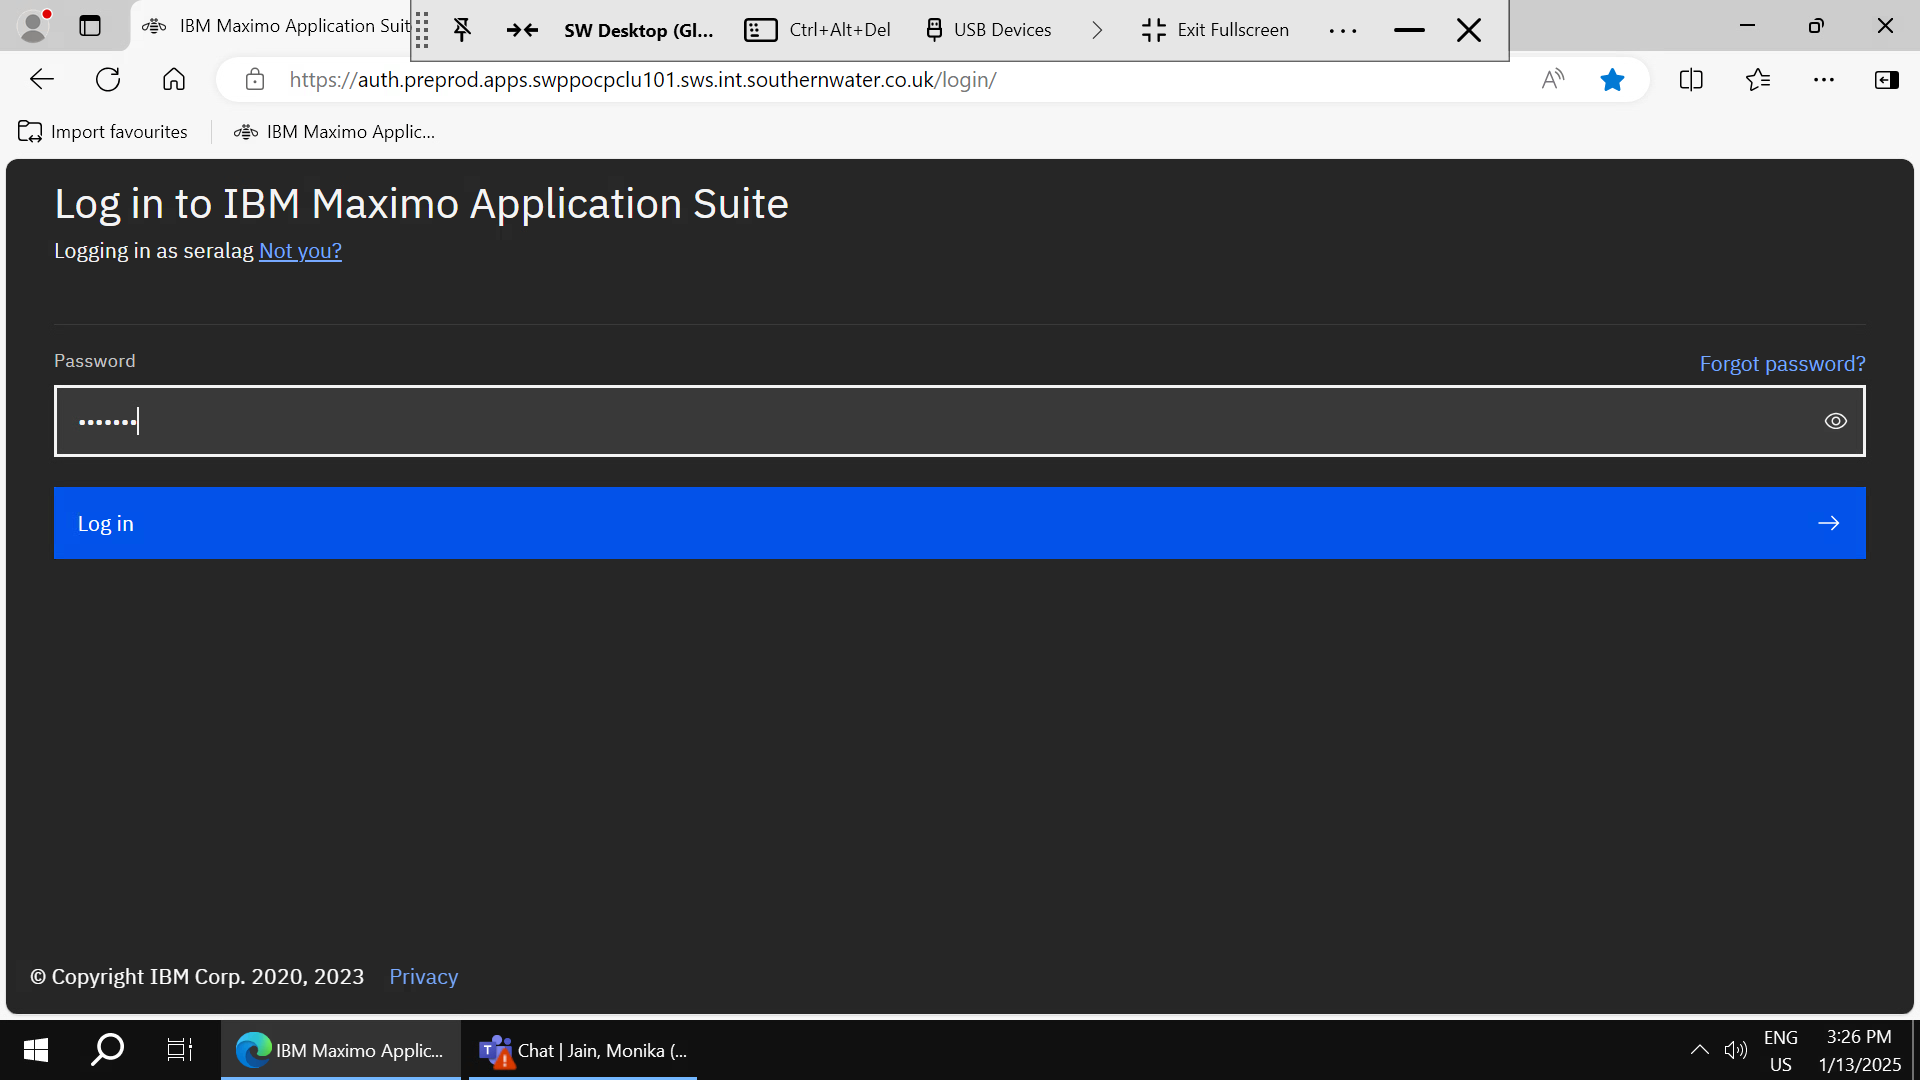 IBM Maximo Application Suit
SW Desktop (Gl...
Ctrl+Alt+Del
USB Devices
Exit Fullscreen
https://auth.preprod.apps.swppocpclu101.sws.int.southernwater.co.uk/login/
Import favourites
IBM Maximo Applic...
Log in to IBM Maximo Application Suite
Logging in as seralag Not you?
Password
Forgot password?
•••••••
Log in
© Copyright IBM Corp. 2020, 2023 Privacy
IBM Maximo Applic...
Chat | Jain, Monika (...
ENG
US
3:26 PM
1/13/2025